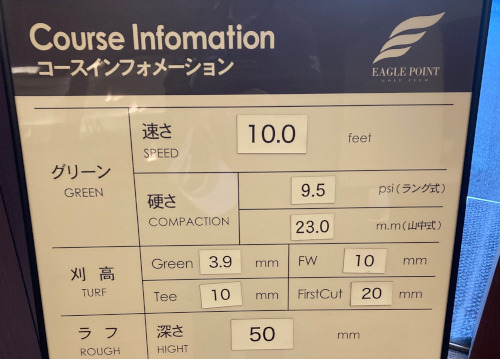 Course Infomation
コースインフォメーション
EAGLE POINT
GOLF CLUB
グリーン
GREEN
速さ
SPEED
10.0 feet
硬さ
COMPACTION
9.5 psi(ラング式)
23.0 m.m(山中式)
刈高
TURF
Green 3.9 mm FW 10 mm
Tee 10 mm FirstCut 20 mm
ラフ
ROUGH
深さ
HIGHT
50 mm